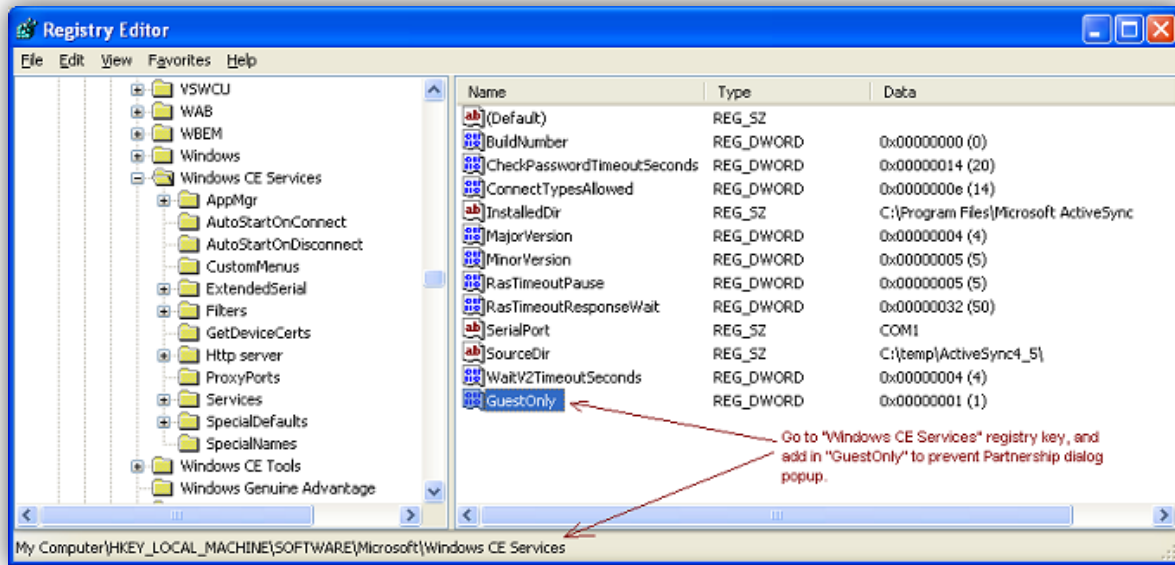 Registry Editor
File Edit View Favorites Help
VSWCU
WAB
WBEM
Windows
Windows CE Services
AppMgr
AutoStartOnConnect
AutoStartOnDisconnect
CustomMenus
ExtendedSerial
Filters
GetDeviceCerts
Http server
ProxyPorts
Services
SpecialDefaults
SpecialNames
Windows CE Tools
Windows Genuine Advantage
Name Type Data
(Default) REG_SZ
BuildNumber REG_DWORD 0x00000000 (0)
CheckPasswordTimeoutSeconds REG_DWORD 0x00000014 (20)
ConnectTypesAllowed REG_DWORD 0x0000000e (14)
InstalledDir REG_SZ C:\Program Files\Microsoft ActiveSync
MajorVersion REG_DWORD 0x00000004 (4)
MinorVersion REG_DWORD 0x00000005 (5)
RasTimeoutPause REG_DWORD 0x00000005 (5)
RasTimeoutResponseWait REG_DWORD 0x00000032 (50)
SerialPort REG_SZ COM1
SourceDir REG_SZ C:\temp\ActiveSync4_5\
WaitV2TimeoutSeconds REG_DWORD 0x00000004 (4)
GuestOnly REG_DWORD 0x00000001 (1)
Go to "Windows CE Services" registry key, and
add in "GuestOnly" to prevent Partnership dialog
popup.
My Computer\HKEY_LOCAL_MACHINE\SOFTWARE\Microsoft\Windows CE Services